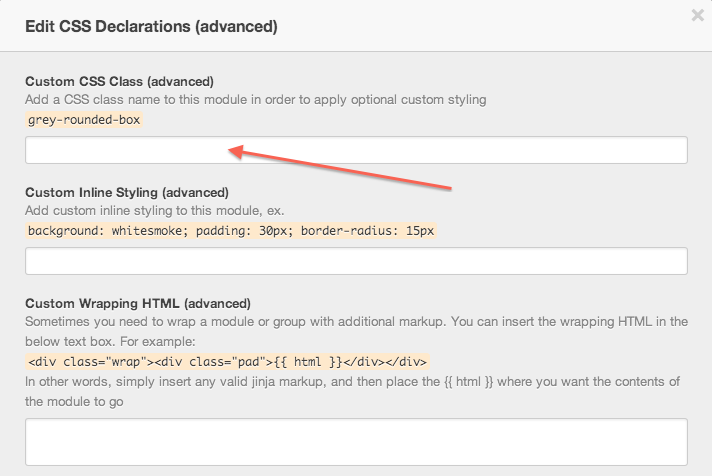 Edit CSS Declarations (advanced)
Custom CSS Class (advanced)
Add a CSS class name to this module in order to apply optional custom styling
grey-rounded-box
Custom Inline Styling (advanced)
Add custom inline styling to this module, ex.
background: whitesmoke; padding: 30px; border-radius: 15px
Custom Wrapping HTML (advanced)
Sometimes you need to wrap a module or group with additional markup. You can insert the wrapping HTML in the
below text box. For example:
<div class="wrap"><div class="pad">{{ html }}</div></div>
In other words, simply insert any valid jinja markup, and then place the {{ html }} where you want the contents of
the module to go